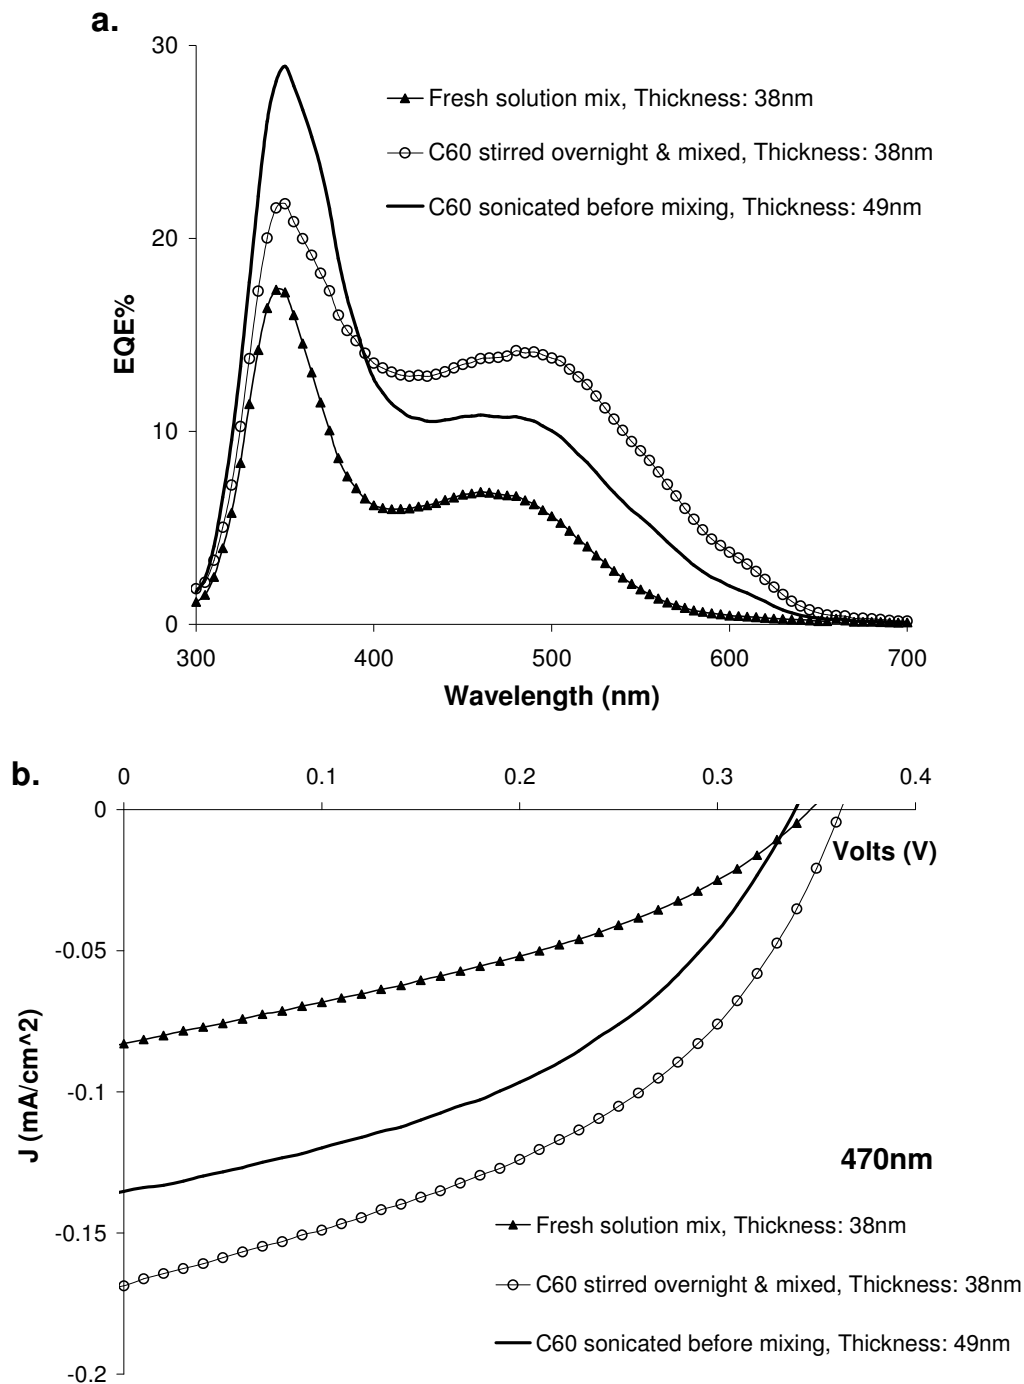 a.
30
20
10
0
EQE%
Fresh solution mix, Thickness: 38nm
C60 stirred overnight & mixed, Thickness: 38nm
C60 sonicated before mixing, Thickness: 49nm
300 400 500 600 700
Wavelength (nm)
b.
0 0.1 0.2 0.3 0.4
0
Volts (V)
-0.05
-0.1
-0.15
-0.2
J (mA/cm^2)
470nm
Fresh solution mix, Thickness: 38nm
C60 stirred overnight & mixed, Thickness: 38nm
C60 sonicated before mixing, Thickness: 49nm